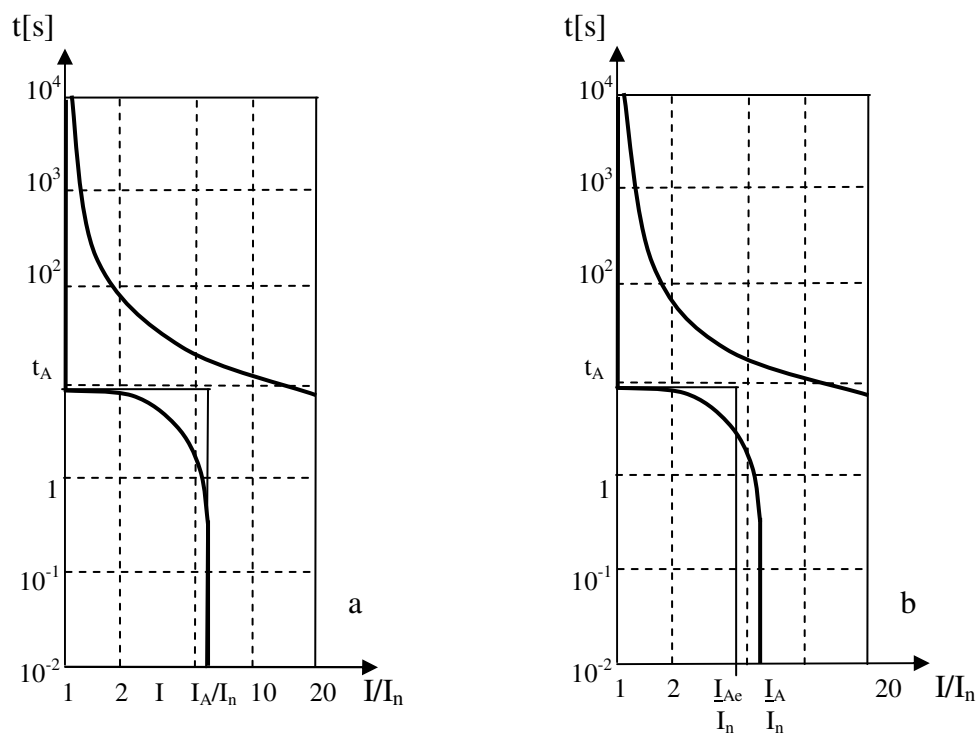 t[s]
10⁴
10³
10²
t_A
1
10⁻¹
10⁻²
a
1 2 I I_A/I_n 10 20 I/I_n
t[s]
10⁴
10³
10²
t_A
1
10⁻¹
10⁻²
b
1 2 I_Ae I_A 20 I/I_n
I_n I_n